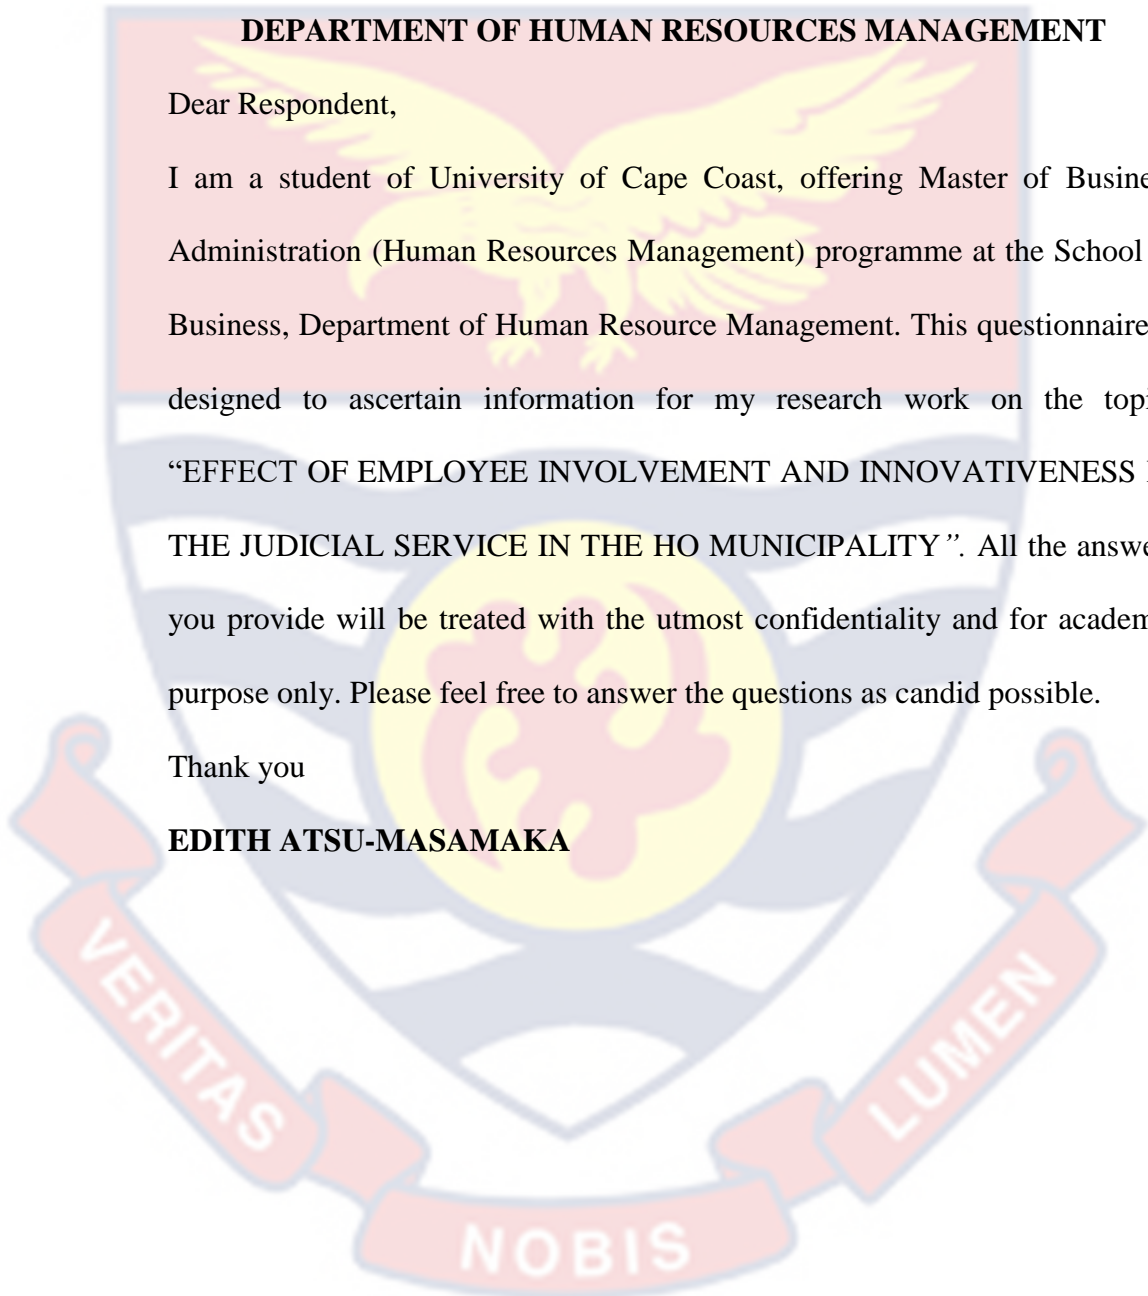 DEPARTMENT OF HUMAN RESOURCES MANAGEMENT
Dear Respondent,
I am a student of University of Cape Coast, offering Master of Busine
Administration (Human Resources Management) programme at the School
Business, Department of Human Resource Management. This questionnaire
designed to ascertain information for my research work on the topi
“EFFECT OF EMPLOYEE INVOLVEMENT AND INNOVATIVENESS
THE JUDICIAL SERVICE IN THE HO MUNICIPALITY”. All the answe
you provide will be treated with the utmost confidentiality and for academ
purpose only. Please feel free to answer the questions as candid possible.
Thank you
EDITH ATSU-MASAMAKA
VERITAS
NOBIS
LUMEN